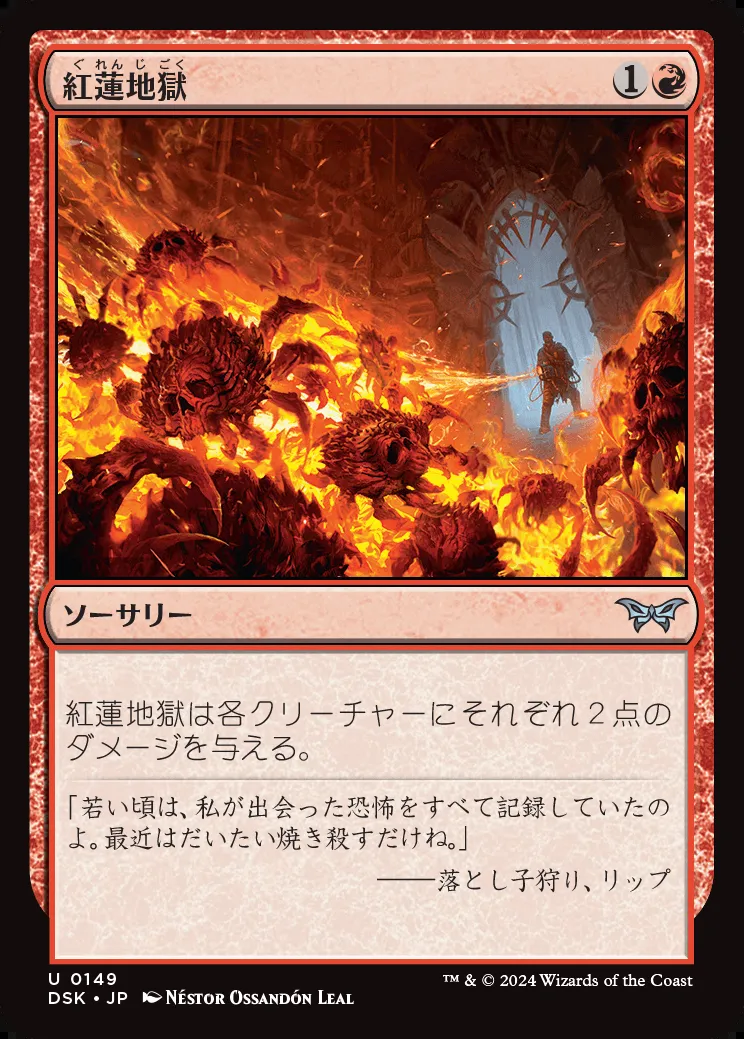 ぐれんじごく
紅蓮地獄 1
ソーサリー
紅蓮地獄は各クリーチャーにそれぞれ２点の
ダメージを与える。
「若い頃は、私が出会った恐怖をすべて記録していたの
よ。最近はだいたい焼き殺すだけね。」
――落とし子狩り、リップ
U 0149
DSK • JP NÉSTOR OSSANDÓN LEAL
™ & © 2024 Wizards of the Coast